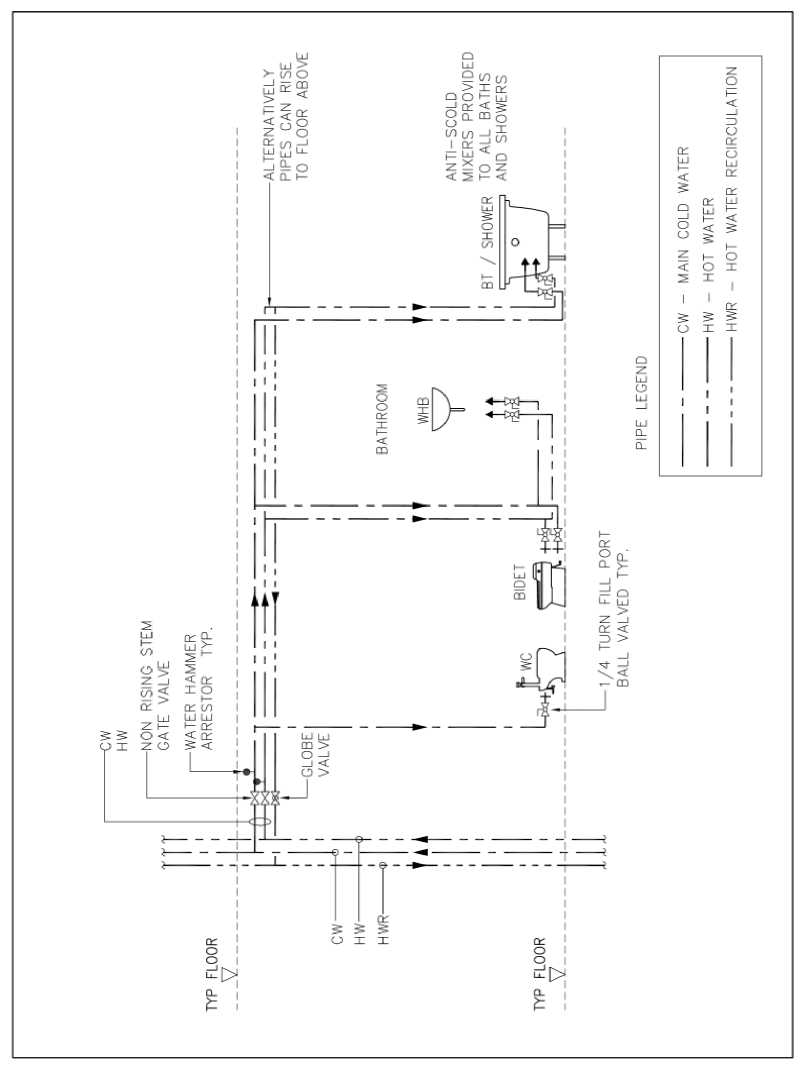 TYP FLOOR
CW
HW
NON RISING STEM
GATE VALVE
WATER HAMMER
ARRESTOR TYP.
GLOBE
VALVE
ALTERNATIVELY
PIPES CAN RISE
TO FLOOR ABOVE
CW
HW
HWR
BATHROOM
WHB
ANTI-SCOLD
MIXERS PROVIDED
TO ALL BATHS
AND SHOWERS
BT / SHOWER
WC
BIDET
TYP FLOOR
1/4 TURN FILL PORT
BALL VALVED TYP.
PIPE LEGEND
CW - MAIN COLD WATER
HW - HOT WATER
HWR - HOT WATER RECIRCULATION